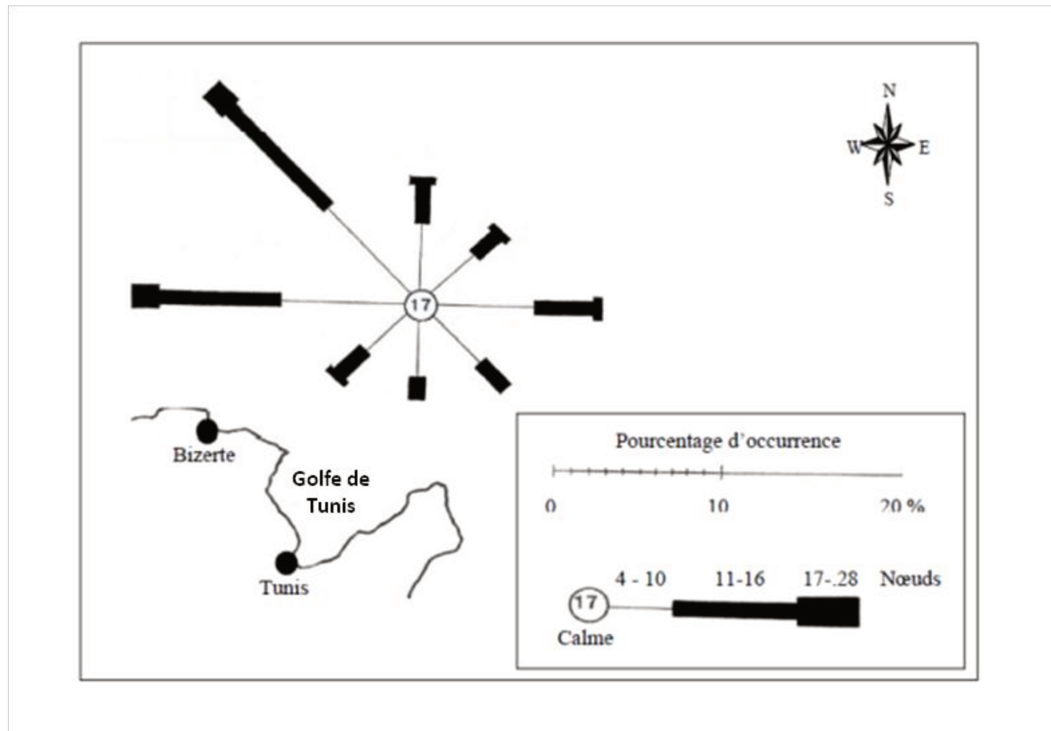 N
W E
S
17
Bizerte
Golfe de
Tunis
Tunis
Pourcentage d'occurrence
0 10 20 %
4 - 10 11-16 17-.28 Nœuds
17
Calme